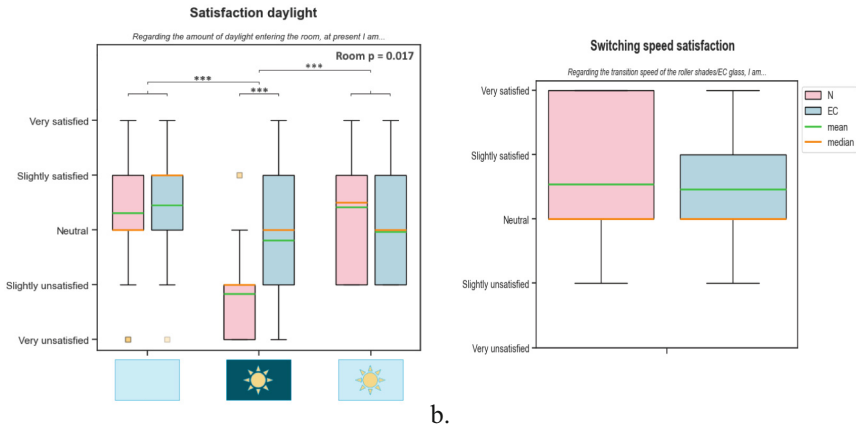 Satisfaction daylight
Regarding the amount of daylight entering the room, at present I am...
Room p = 0.017
***
***
***
Very satisfied
Slightly satisfied
Neutral
Slightly unsatisfied
Very unsatisfied
Switching speed satisfaction
Regarding the transition speed of the roller shades/EC glass, I am...
Very satisfied
Slightly satisfied
Neutral
Slightly unsatisfied
Very unsatisfied
N
EC
mean
median
b.